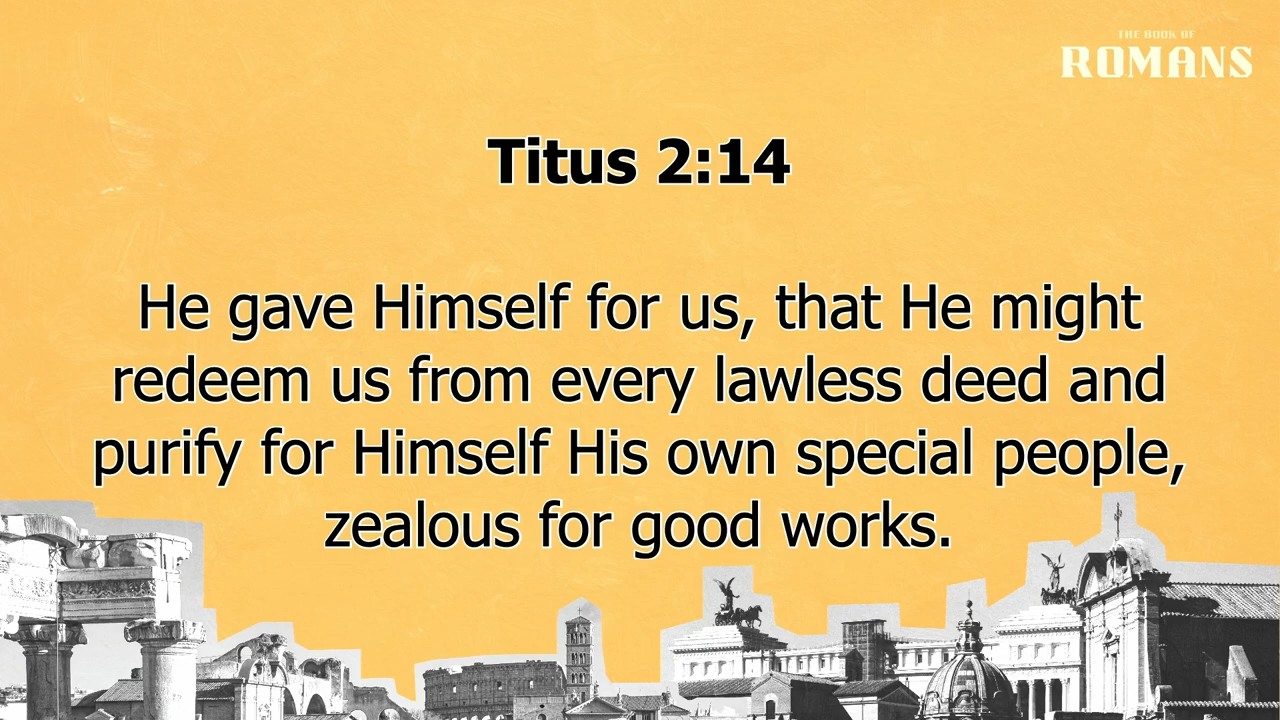 THE BOOK OF
ROMANS
Titus 2:14
He gave Himself for us, that He might
redeem us from every lawless deed and
purify for Himself His own special people,
zealous for good works.